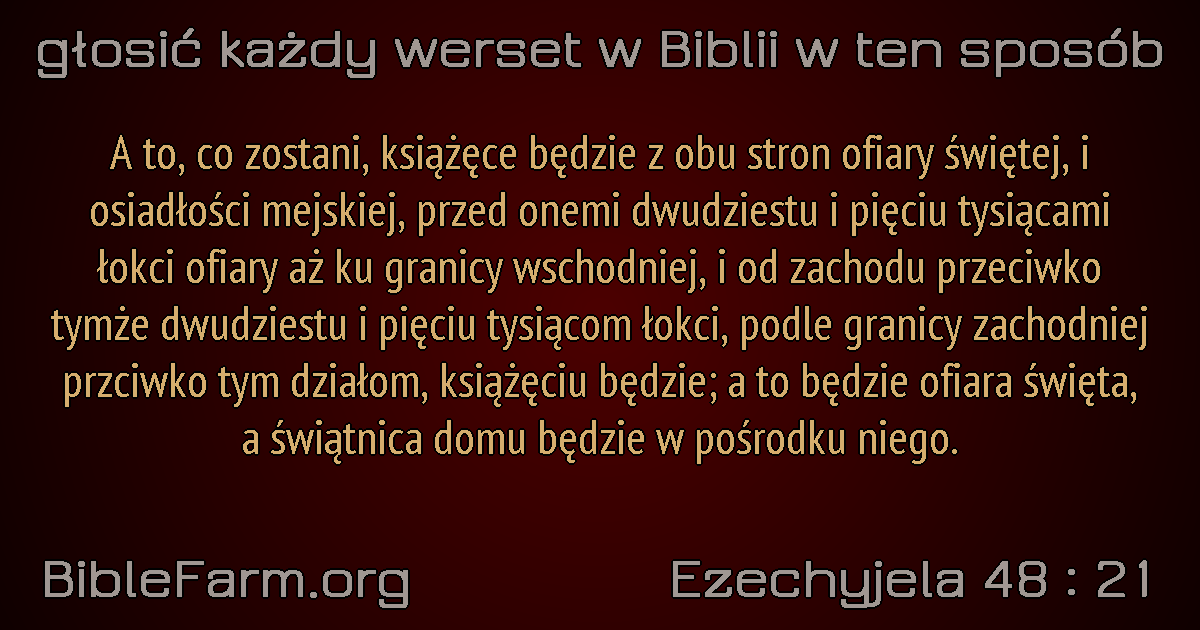 głosić każdy werset w Biblii w ten sposób
A to, co zostani, książęce będzie z obu stron ofiary świętej, i
osiadłości mejskiej, przed onemi dwudziestu i pięciu tysiącami
łokci ofiary aż ku granicy wschodniej, i od zachodu przeciwko
tymże dwudziestu i pięciu tysiącom łokci, podle granicy zachodniej
przciwko tym działom, książęciu będzie; a to będzie ofiara święta,
a świątnica domu będzie w pośrodku niego.
BibleFarm.org
Ezechyjela 48 : 21